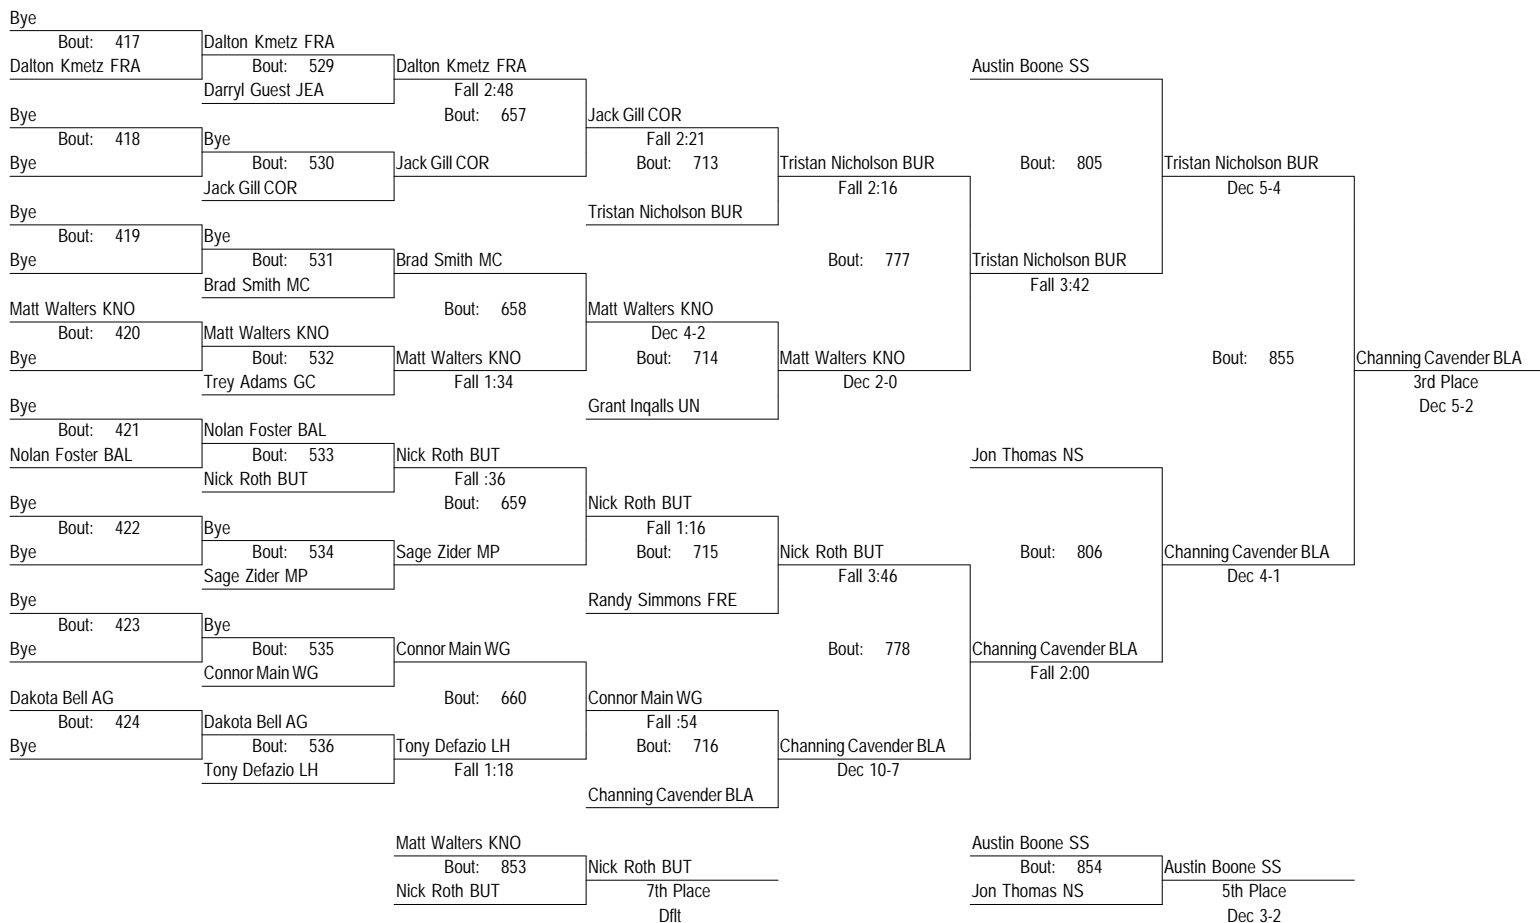 Bye
Bout: 417 Dalton Kmetz FRA
Dalton Kmetz FRA Bout: 529 Dalton Kmetz FRA Austin Boone SS
Darryl Guest JEA Fall 2:48
Bye Bout: 657 Jack Gill COR
Bout: 418 Bye Fall 2:21
Bye Bout: 530 Jack Gill COR Bout: 713 Tristan Nicholson BUR Bout: 805 Tristan Nicholson BUR
Jack Gill COR Fall 2:16 Dec 5-4
Bye Tristan Nicholson BUR
Bout: 419 Bye
Bye Bout: 531 Brad Smith MC Bout: 777 Tristan Nicholson BUR
Brad Smith MC Fall 3:42
Matt Walters KNO Bout: 658 Matt Walters KNO
Bout: 420 Matt Walters KNO Dec 4-2
Bye Bout: 532 Matt Walters KNO Bout: 714 Matt Walters KNO Bout: 855 Channing Cavender BLA
Trey Adams GC Fall 1:34 Dec 2-0 3rd Place
Bye Grant Inqalls UN Dec 5-2
Bout: 421 Nolan Foster BAL
Nolan Foster BAL Bout: 533 Nick Roth BUT Jon Thomas NS
Nick Roth BUT Fall :36
Bye Bout: 659 Nick Roth BUT
Bout: 422 Bye Fall 1:16
Bye Bout: 534 Sage Zider MP Bout: 715 Nick Roth BUT Bout: 806 Channing Cavender BLA
Sage Zider MP Fall 3:46 Dec 4-1
Bye Randy Simmons FRE
Bout: 423 Bye
Bye Bout: 535 Connor Main WG Bout: 778 Channing Cavender BLA
Connor Main WG Fall 2:00
Dakota Bell AG Bout: 660 Connor Main WG
Bout: 424 Dakota Bell AG Fall :54
Bye Bout: 536 Tony Defazio LH Bout: 716 Channing Cavender BLA
Tony Defazio LH Fall 1:18 Dec 10-7
Channing Cavender BLA
Matt Walters KNO Austin Boone SS
Bout: 853 Nick Roth BUT Bout: 854 Austin Boone SS
Nick Roth BUT 7th Place Jon Thomas NS 5th Place
Dflt Dec 3-2